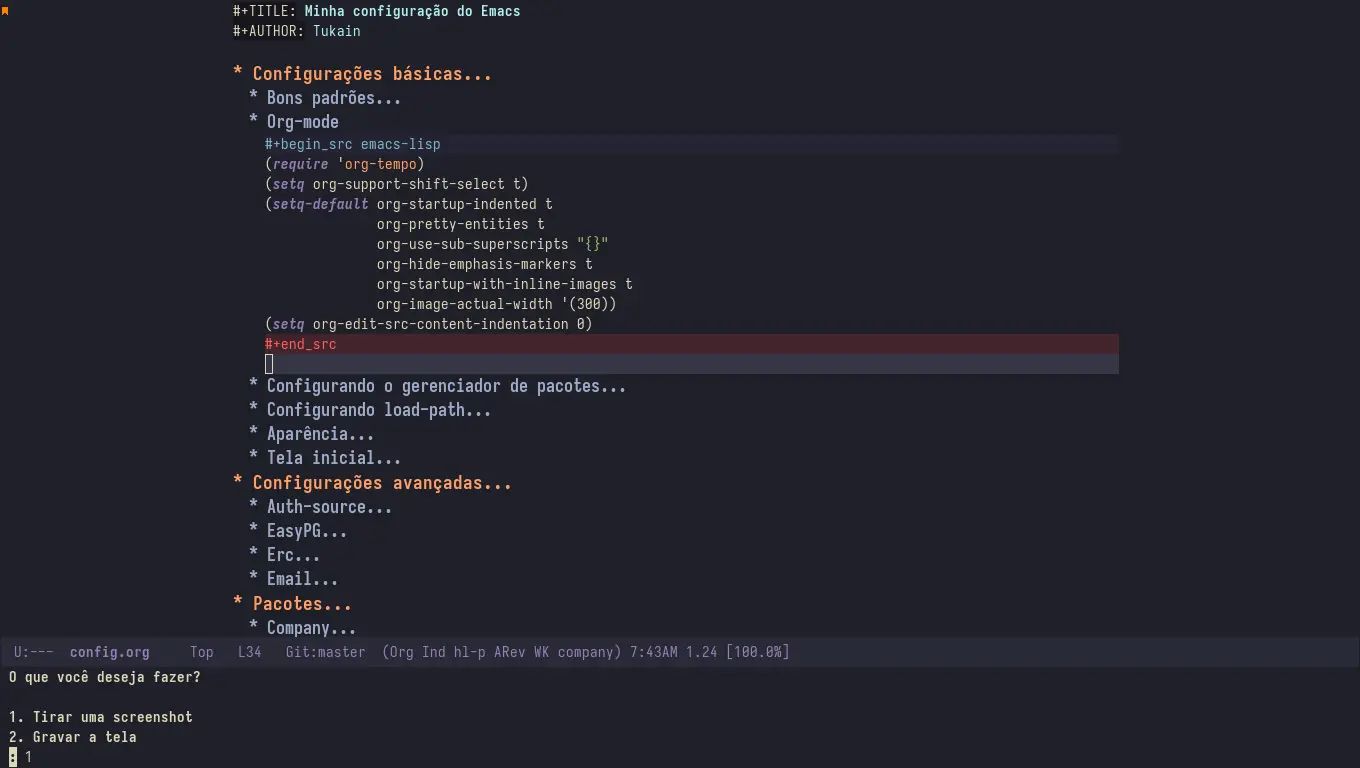 #+TITLE: Minha configuração do Emacs
#+AUTHOR: Tukain
* Configurações básicas...
* Bons padrões...
* Org-mode
#+begin_src emacs-lisp
(require 'org-tempo)
(setq org-support-shift-select t)
(setq-default org-startup-indented t
org-pretty-entities t
org-use-sub-superscripts "{}"
org-hide-emphasis-markers t
org-startup-with-inline-images t
org-image-actual-width '(300))
(setq org-edit-src-content-indentation 0)
#+end_src
* Configurando o gerenciador de pacotes...
* Configurando load-path...
* Aparência...
* Tela inicial...
* Configurações avançadas...
* Auth-source...
* EasyPG...
* Erc...
* Email...
* Pacotes...
* Company...
U:--- config.org Top L34 Git:master (Org Ind hl-p ARev WK company) 7:43AM 1.24 [100.0%]
O que você deseja fazer?
1. Tirar uma screenshot
2. Gravar a tela
: 1